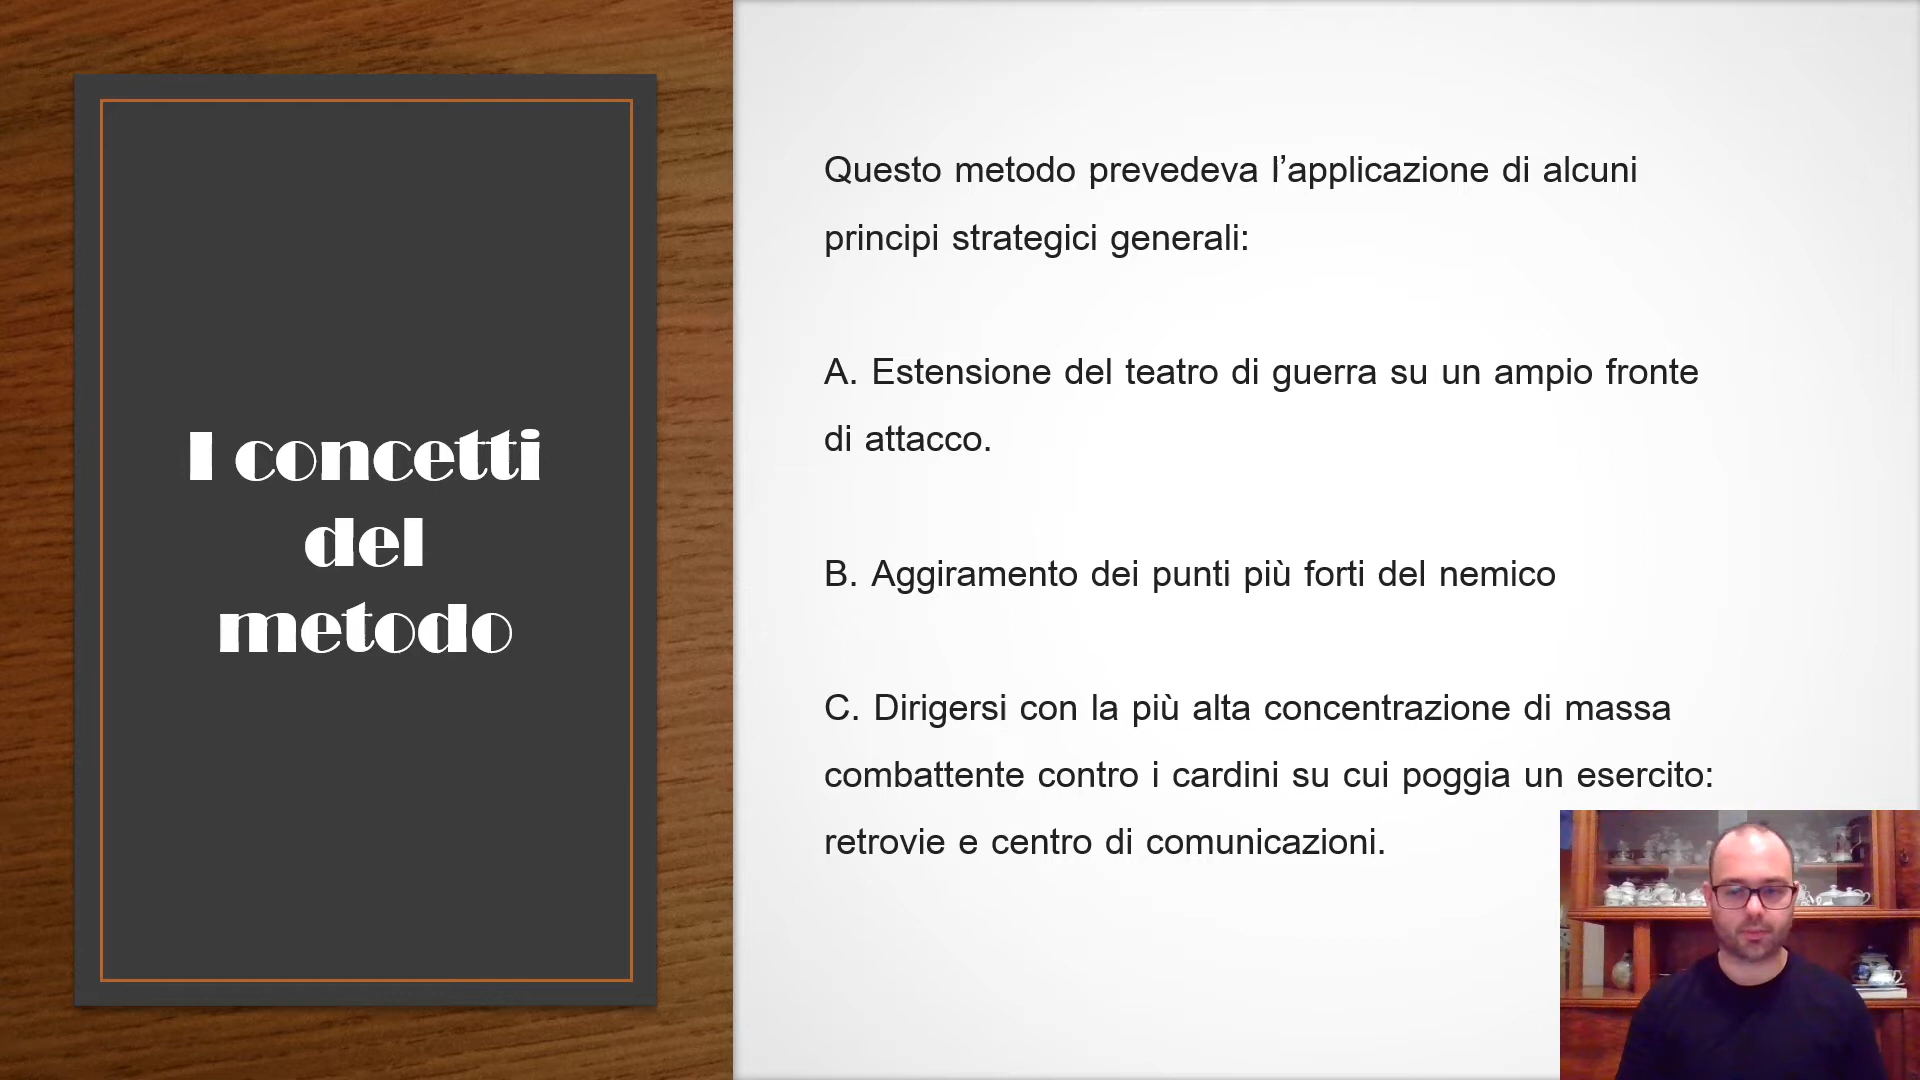 I concetti
del
metodo
Questo metodo prevedeva l’applicazione di alcuni
principi strategici generali:
A. Estensione del teatro di guerra su un ampio fronte
di attacco.
B. Aggiramento dei punti più forti del nemico
C. Dirigersi con la più alta concentrazione di massa
combattente contro i cardini su cui poggia un esercito:
retrovie e centro di comunicazioni.